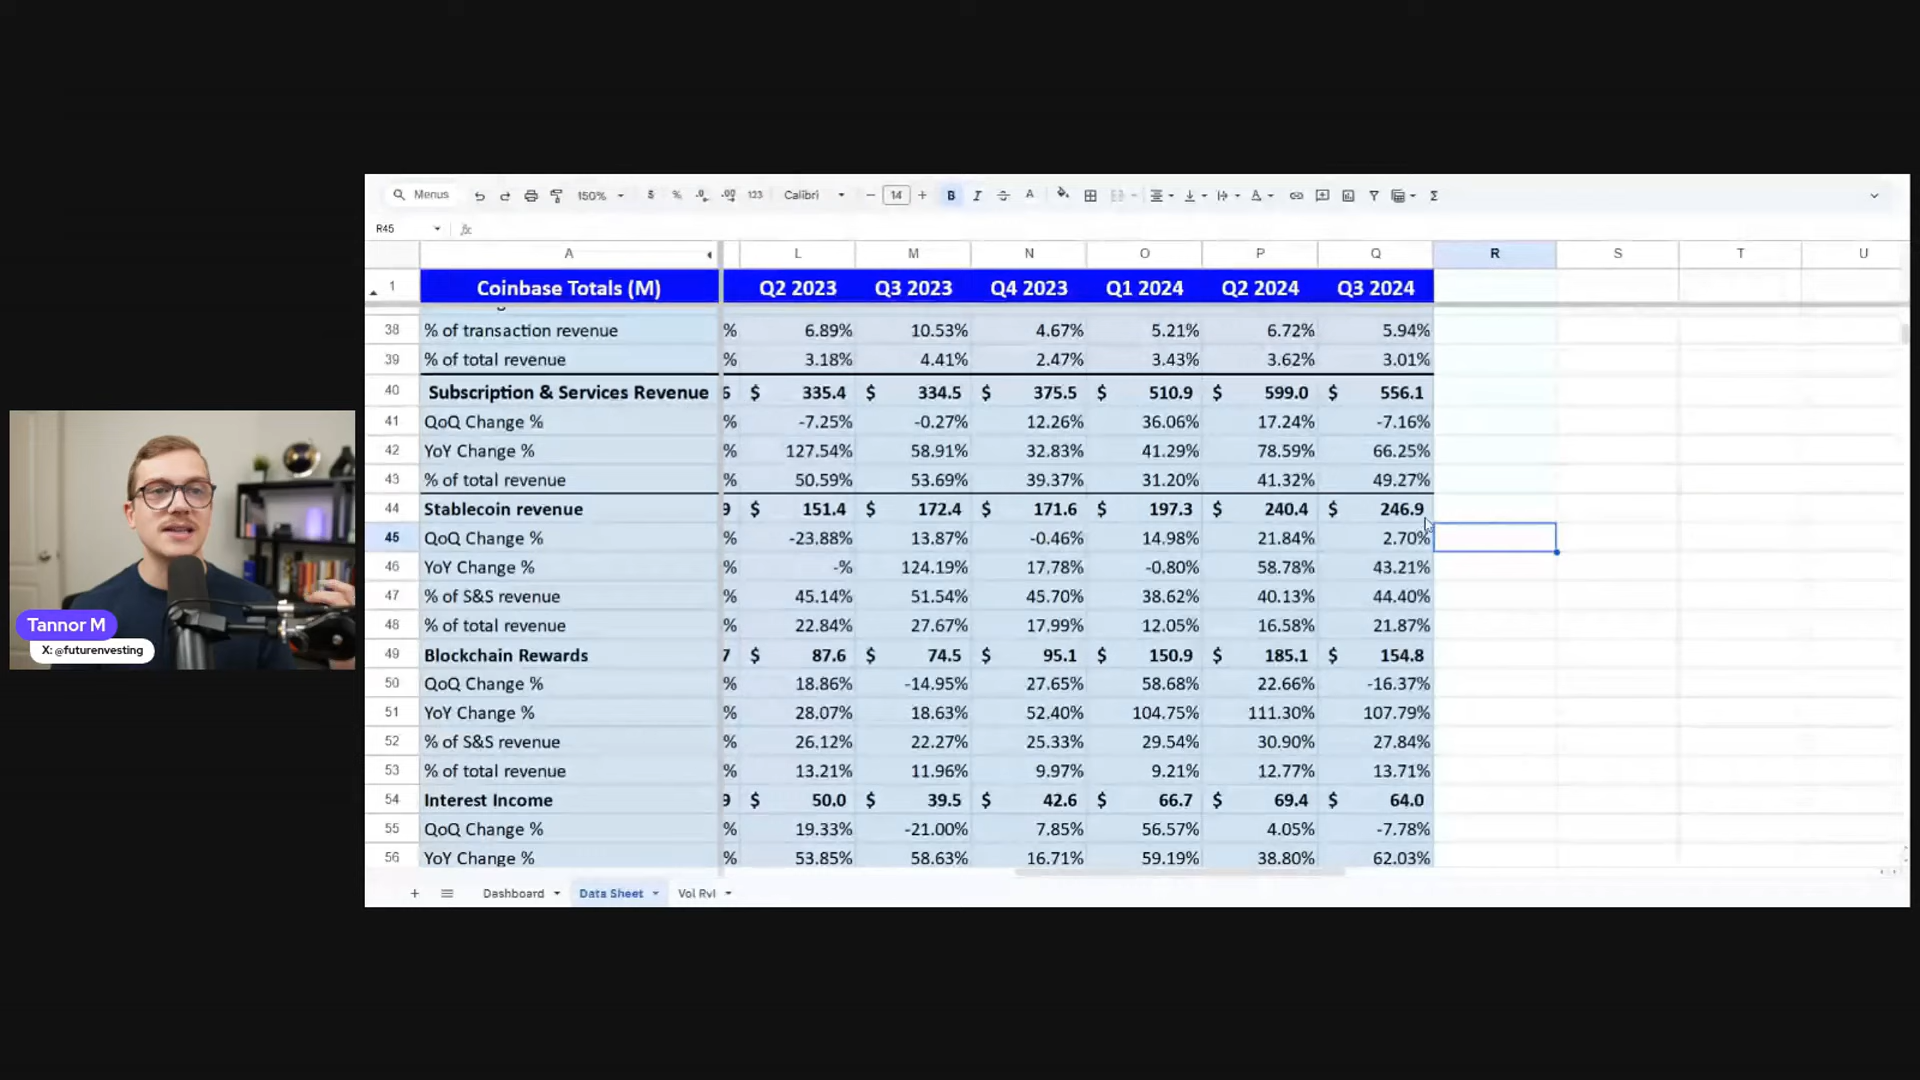 Menus 150% $ % .0 .00 123 Calibri − 14 + B I A Σ
R45 fx
A L M N O P Q R S T U
1 Coinbase Totals (M) Q2 2023 Q3 2023 Q4 2023 Q1 2024 Q2 2024 Q3 2024
38 % of transaction revenue % 6.89% 10.53% 4.67% 5.21% 6.72% 5.94%
39 % of total revenue % 3.18% 4.41% 2.47% 3.43% 3.62% 3.01%
40 Subscription & Services Revenue $ 335.4 $ 334.5 $ 375.5 $ 510.9 $ 599.0 $ 556.1
41 QoQ Change % % -7.25% -0.27% 12.26% 36.06% 17.24% -7.16%
42 YoY Change % % 127.54% 58.91% 32.83% 41.29% 78.59% 66.25%
43 % of total revenue % 50.59% 53.69% 39.37% 31.20% 41.32% 49.27%
44 Stablecoin revenue 9 $ 151.4 $ 172.4 $ 171.6 $ 197.3 $ 240.4 $ 246.9
45 QoQ Change % % -23.88% 13.87% -0.46% 14.98% 21.84% 2.70%
46 YoY Change % % -% 124.19% 17.78% -0.80% 58.78% 43.21%
47 % of S&S revenue % 45.14% 51.54% 45.70% 38.62% 40.13% 44.40%
48 % of total revenue % 22.84% 27.67% 17.99% 12.05% 16.58% 21.87%
49 Blockchain Rewards 7 $ 87.6 $ 74.5 $ 95.1 $ 150.9 $ 185.1 $ 154.8
50 QoQ Change % % 18.86% -14.95% 27.65% 58.68% 22.66% -16.37%
51 YoY Change % % 28.07% 18.63% 52.40% 104.75% 111.30% 107.79%
52 % of S&S revenue % 26.12% 22.27% 25.33% 29.54% 30.90% 27.84%
53 % of total revenue % 13.21% 11.96% 9.97% 9.21% 12.77% 13.71%
54 Interest Income 9 $ 50.0 $ 39.5 $ 42.6 $ 66.7 $ 69.4 $ 64.0
55 QoQ Change % % 19.33% -21.00% 7.85% 56.57% 4.05% -7.78%
56 YoY Change % % 53.85% 58.63% 16.71% 59.19% 38.80% 62.03%
+ Dashboard Data Sheet Vol Rvl
Tannor M
X: @futurenvesting